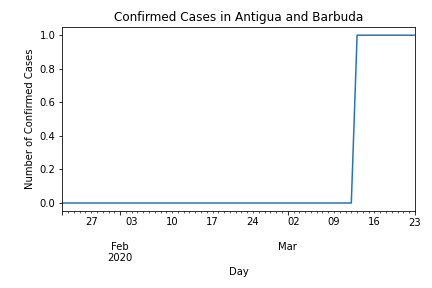 Confirmed Cases in Antigua and Barbuda
Number of Confirmed Cases
1.0
0.8
0.6
0.4
0.2
0.0
27 03 10 17 24 02 09 16 23
Feb Mar
2020
Day